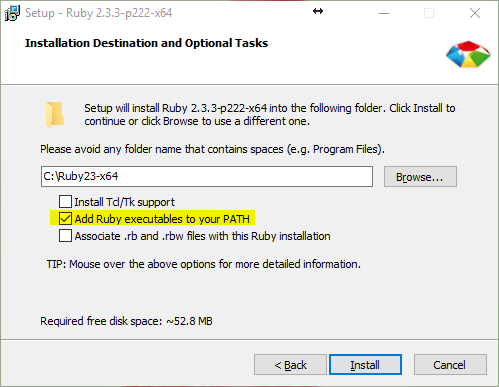 Setup - Ruby 2.3.3-p222-x64
Installation Destination and Optional Tasks
Setup will install Ruby 2.3.3-p222-x64 into the following folder. Click Install to
continue or click Browse to use a different one.
Please avoid any folder name that contains spaces (e.g. Program Files).
C:\Ruby23-x64
Browse...
Install Tcl/Tk support
Add Ruby executables to your PATH
Associate .rb and .rbw files with this Ruby installation
TIP: Mouse over the above options for more detailed information.
Required free disk space: ~52.8 MB
< Back
Install
Cancel